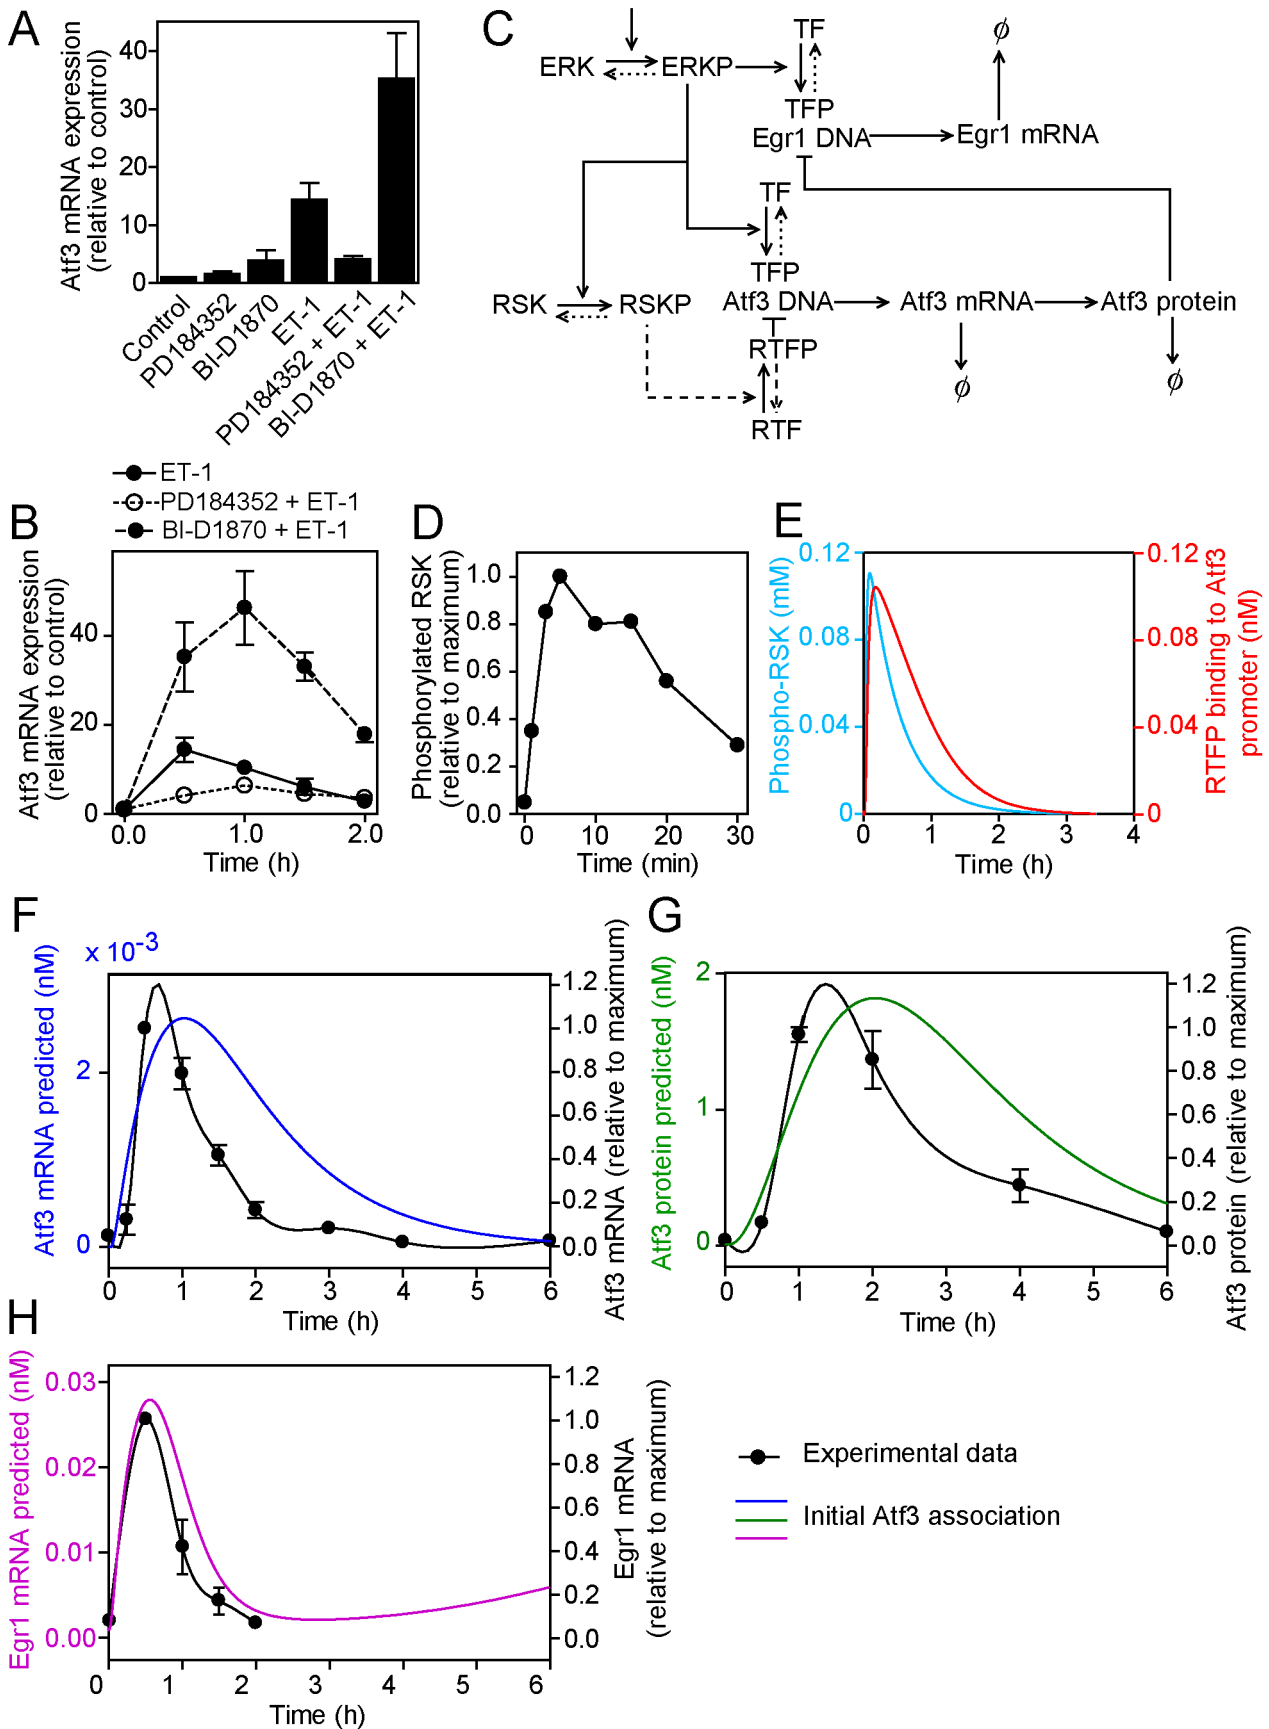 A
Atf3 mRNA expression
(relative to control)
40
30
20
10
0
Control
PD184352
BI-D1870
ET-1
PD184352 + ET-1
BI-D1870 + ET-1
C
ERK
ERKP
TF
TFP
Egr1 DNA
Egr1 mRNA
ϕ
TF
TFP
RSK
RSKP
Atf3 DNA
Atf3 mRNA
Atf3 protein
RTFP
ϕ
ϕ
RTF
ET-1
PD184352 + ET-1
BI-D1870 + ET-1
B
Atf3 mRNA expression
(relative to control)
40
20
0
0.0
1.0
2.0
Time (h)
D
Phosphorylated RSK
(relative to maximum)
1.0
0.8
0.6
0.4
0.2
0.0
0
10
20
30
Time (min)
E
Phospho-RSK (mM)
0.12
0.08
0.04
0
0.12
0.08
0.04
0
RTFP binding to Atf3
promoter (nM)
0
1
2
3
4
Time (h)
F
x 10-3
Atf3 mRNA predicted (nM)
2
0
1.2
1.0
0.8
0.6
0.4
0.2
0.0
Atf3 mRNA (relative to maximum)
0
1
2
3
4
5
6
Time (h)
G
Atf3 protein predicted (nM)
2
1
0
1.2
1.0
0.8
0.6
0.4
0.2
0.0
Atf3 protein (relative to maximum)
0
1
2
3
4
5
6
Time (h)
H
Egr1 mRNA predicted (nM)
0.03
0.02
0.01
0.00
1.2
1.0
0.8
0.6
0.4
0.2
0.0
Egr1 mRNA
(relative to maximum)
0
1
2
3
4
5
6
Time (h)
Experimental data
Initial Atf3 association